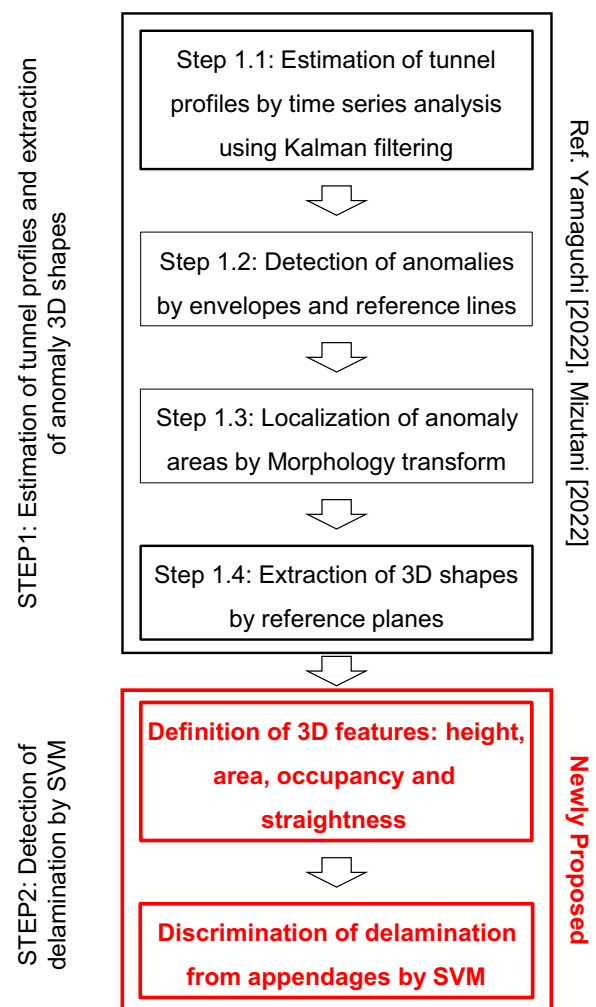 STEP1: Estimation of tunnel profiles and extraction
of anomaly 3D shapes
Step 1.1: Estimation of tunnel
profiles by time series analysis
using Kalman filtering
Step 1.2: Detection of anomalies
by envelopes and reference lines
Step 1.3: Localization of anomaly
areas by Morphology transform
Step 1.4: Extraction of 3D shapes
by reference planes
Ref. Yamaguchi [2022], Mizutani [2022]
STEP2: Detection of
delamination by SVM
Definition of 3D features: height,
area, occupancy and
straightness
Discrimination of delamination
from appendages by SVM
Newly Proposed